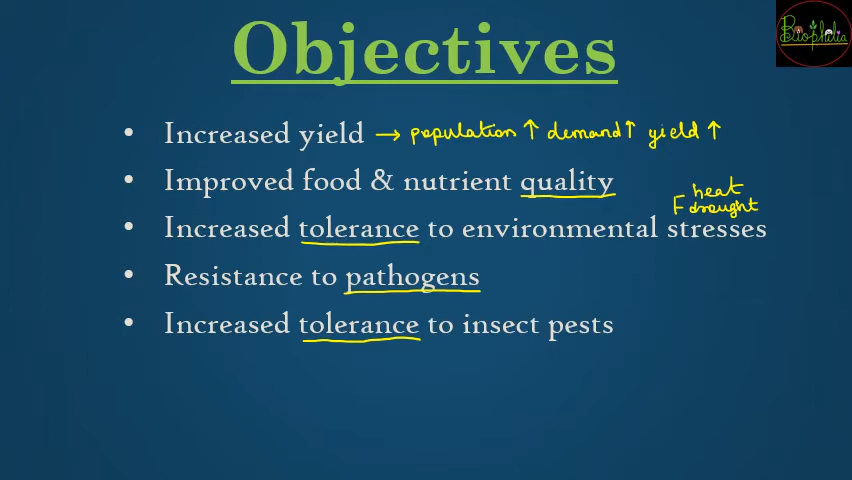 Objectives
Biophilia
• Increased yield → population ↑ demand ↑ yield ↑
• Improved food & nutrient quality
heat
drought
• Increased tolerance to environmental stresses
• Resistance to pathogens
• Increased tolerance to insect pests